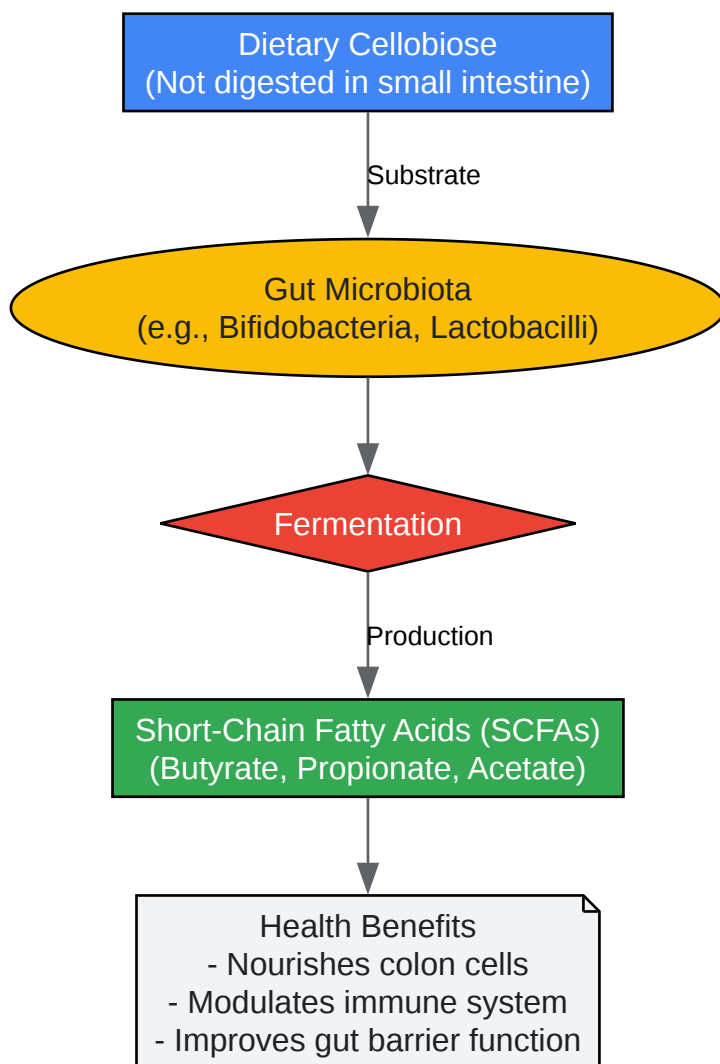 Dietary Cellobiose
(Not digested in small intestine)
Substrate
Gut Microbiota
(e.g., Bifidobacteria, Lactobacilli)
Fermentation
Production
Short-Chain Fatty Acids (SCFAs)
(Butyrate, Propionate, Acetate)
Health Benefits
- Nourishes colon cells
- Modulates immune system
- Improves gut barrier function